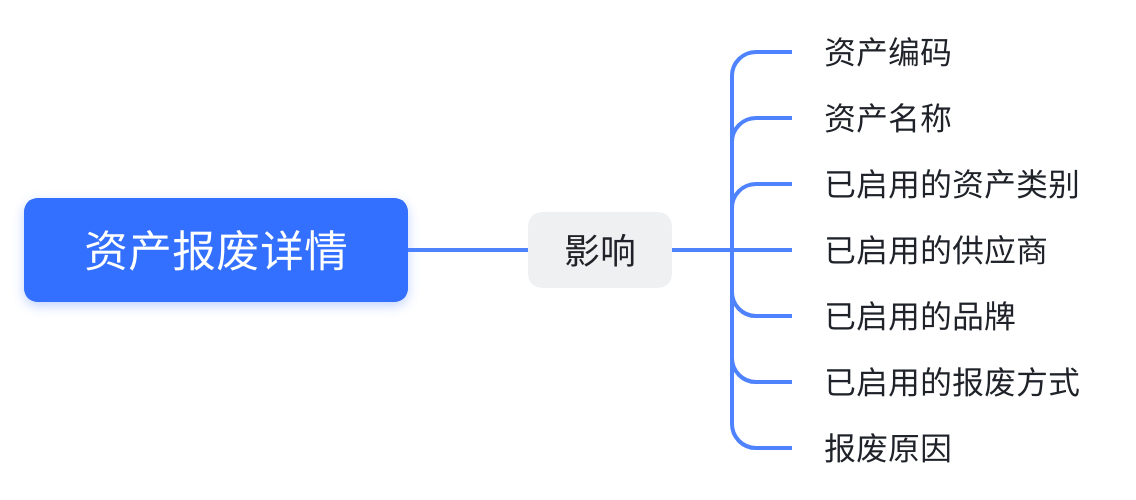 资产报废详情
影响
资产编码
资产名称
已启用的资产类别
已启用的供应商
已启用的品牌
已启用的报废方式
报废原因